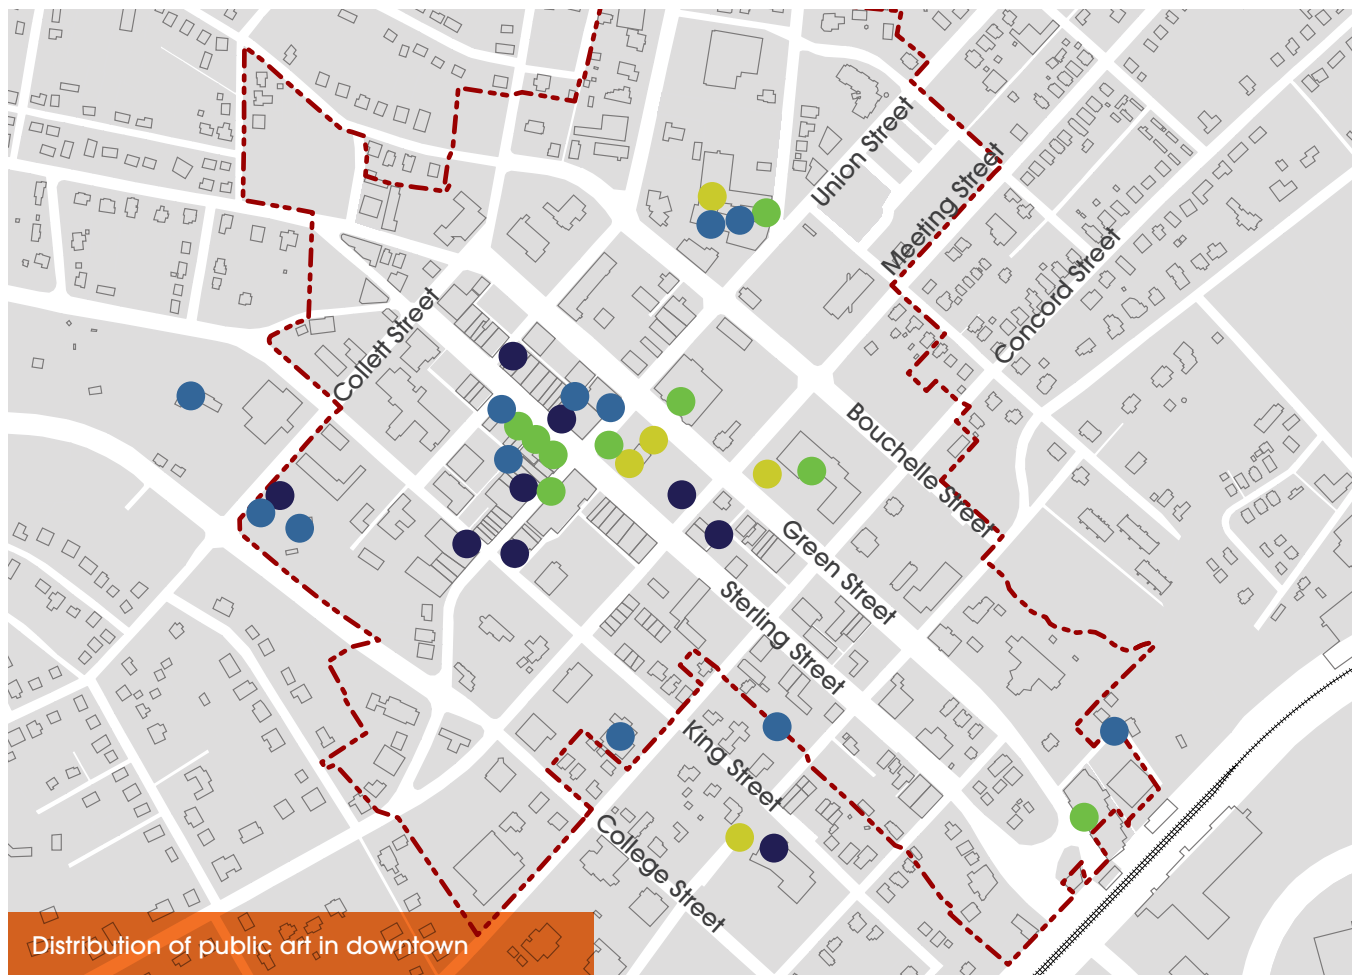 Union Street
Meeting Street
Concord Street
Collett Street
Bouchelle Street
Green Street
Sterling Street
King Street
College Street
Distribution of public art in downtown